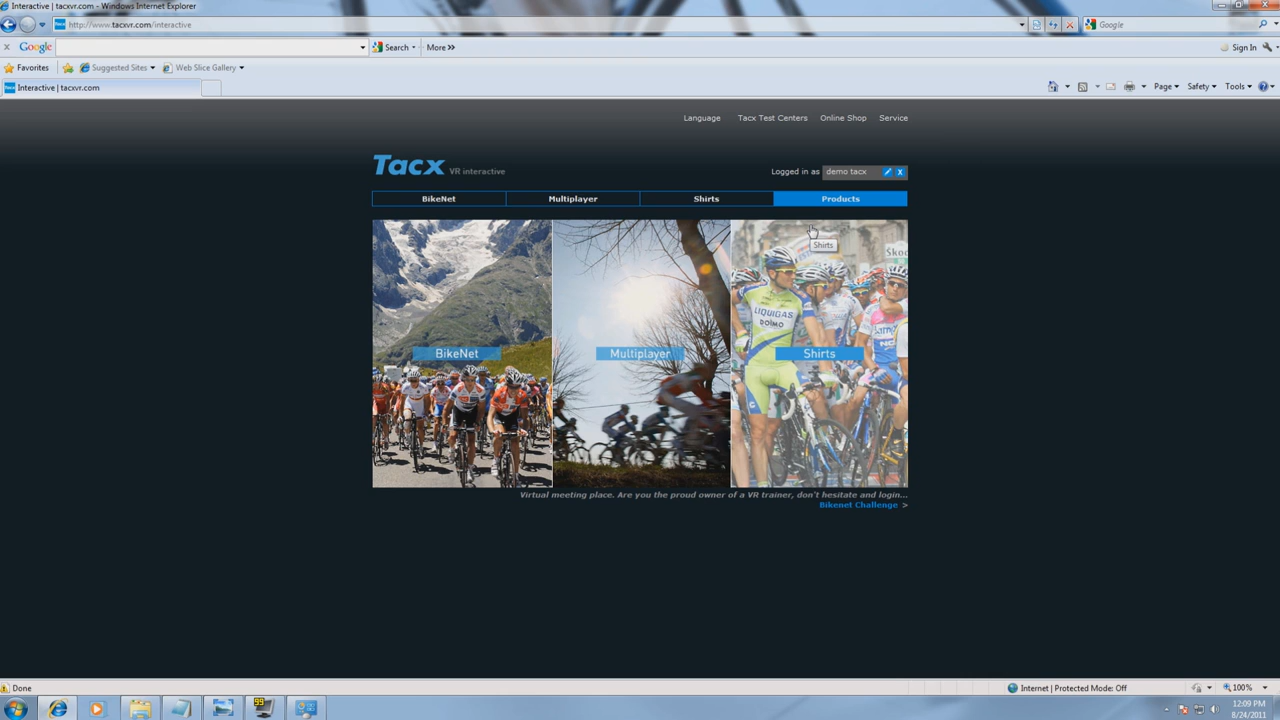 Interactive | tacxvr.com - Windows Internet Explorer
http://www.tacxvr.com/interactive
Google
Google Search More »
Sign In
Favorites Suggested Sites Web Slice Gallery
Interactive | tacxvr.com
Page Safety Tools
Language Tacx Test Centers Online Shop Service
Tacx VR interactive
Logged in as demo tacx x
BikeNet Multiplayer Shirts Products
Shirts
LIQUIGAS
DOIMO
BikeNet Multiplayer Shirts
Virtual meeting place. Are you the proud owner of a VR trainer, don't hesitate and login...
Bikenet Challenge >
Done
Internet | Protected Mode: Off
100%
99
12:09 PM
8/24/2011